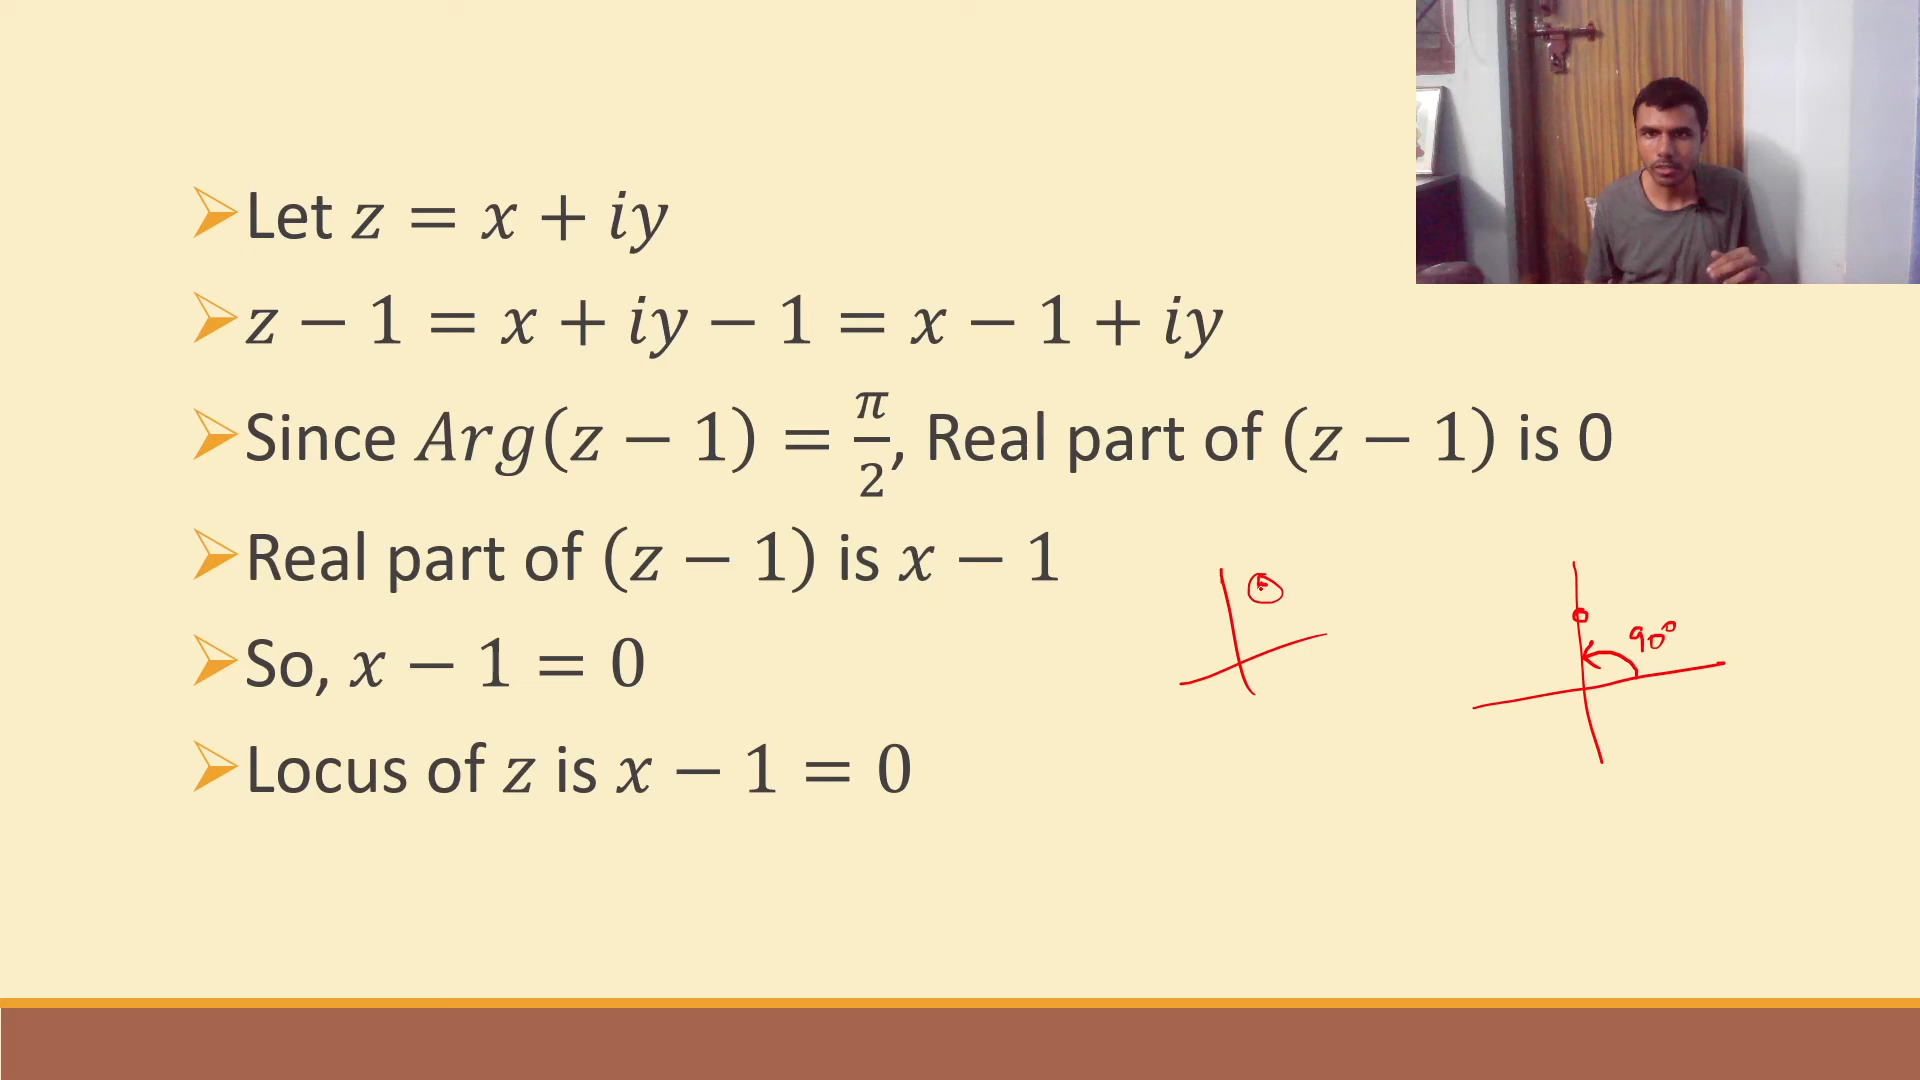 Let z = x + iy
z − 1 = x + iy − 1 = x − 1 + iy
Since Arg(z − 1) = π/2, Real part of (z − 1) is 0
Real part of (z − 1) is x − 1
So, x − 1 = 0
90°
Locus of z is x − 1 = 0